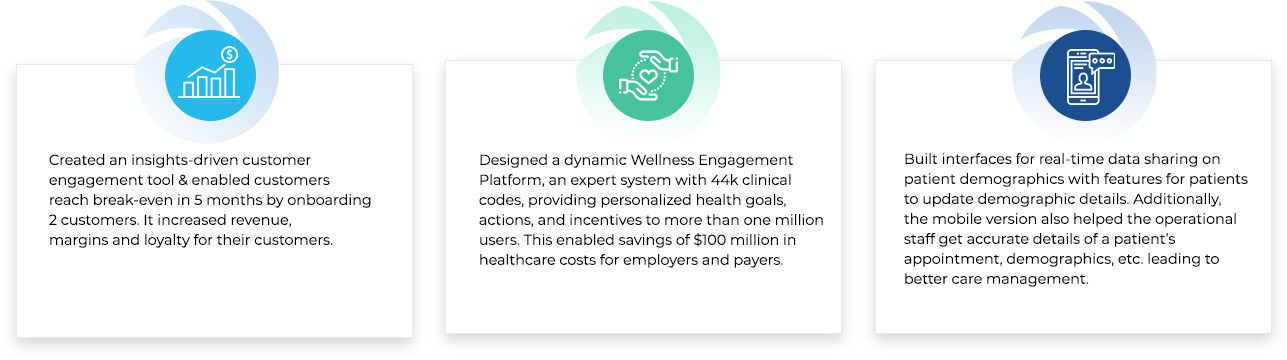 Created an insights-driven customer
engagement tool & enabled customers
reach break-even in 5 months by onboarding
2 customers. It increased revenue,
margins and loyalty for their customers.
Designed a dynamic Wellness Engagement
Platform, an expert system with 44k clinical
codes, providing personalized health goals,
actions, and incentives to more than one million
users. This enabled savings of $100 million in
healthcare costs for employers and payers.
Built interfaces for real-time data sharing on
patient demographics with features for patients
to update demographic details. Additionally,
the mobile version also helped the operational
staff get accurate details of a patient’s
appointment, demographics, etc. leading to
better care management.